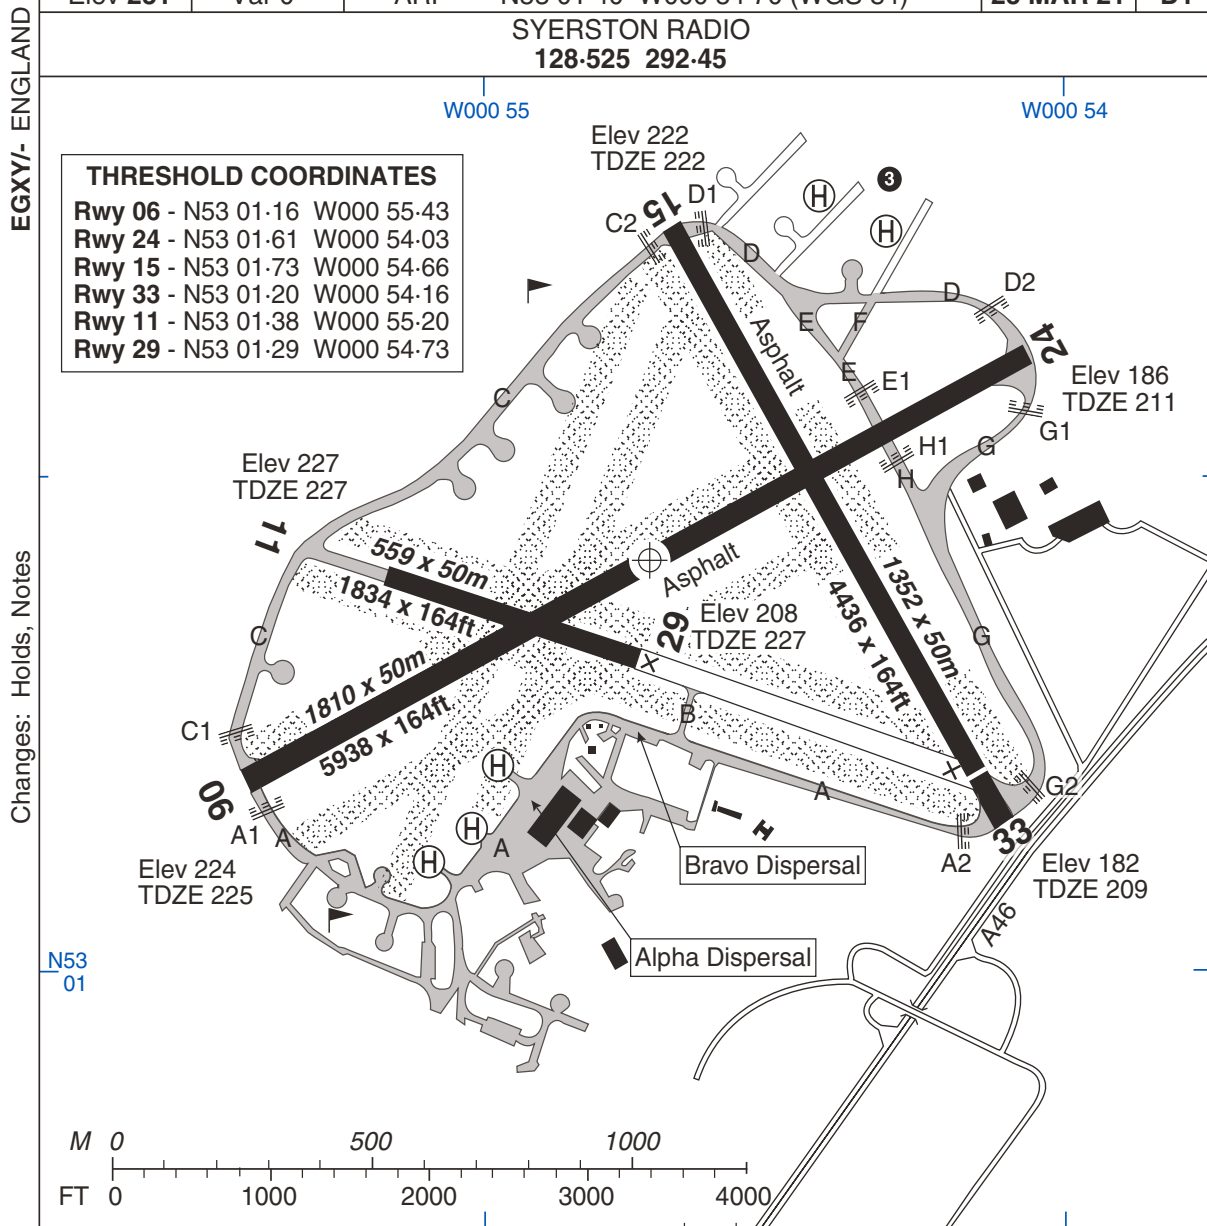 EGXY/- ENGLAND
Changes: Holds, Notes
SYERSTON RADIO
128·525 292·45
W000 55
W000 54
THRESHOLD COORDINATES
Rwy 06 - N53 01·16 W000 55·43
Rwy 24 - N53 01·61 W000 54·03
Rwy 15 - N53 01·73 W000 54·66
Rwy 33 - N53 01·20 W000 54·16
Rwy 11 - N53 01·38 W000 55·20
Rwy 29 - N53 01·29 W000 54·73
Elev 222
TDZE 222
15
C2
D1
D
H
3
H
D
D2
E
F
24
Asphalt
E
E1
Elev 186
TDZE 211
G1
H1
G
H
C
Elev 227
TDZE 227
11
559 x 50m
1834 x 164ft
Asphalt
29
Elev 208
TDZE 227
1352 x 50m
4436 x 164ft
G
C
1810 x 50m
5938 x 164ft
C1
B
06
H
A
G2
A1
A
H
A
H
33
A2
Elev 224
TDZE 225
Bravo Dispersal
Elev 182
TDZE 209
A46
Alpha Dispersal
N53
01
M 0 500 1000
FT 0 1000 2000 3000 4000